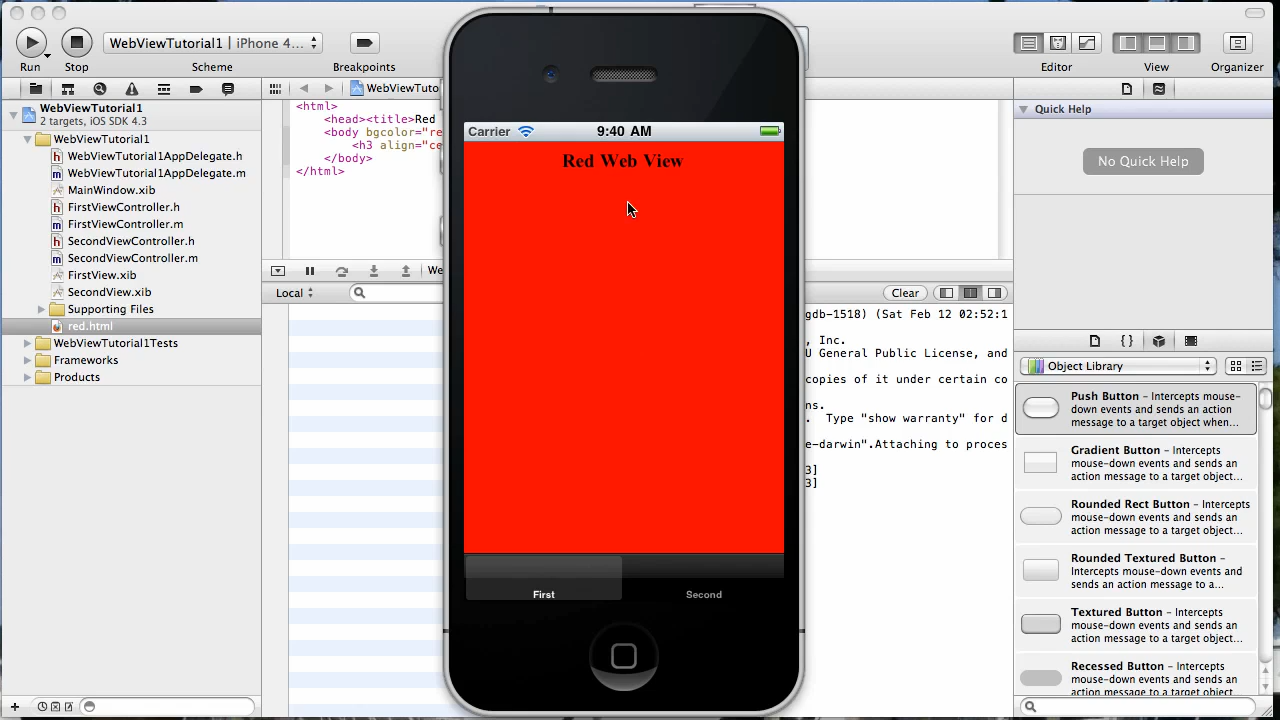 WebViewTutorial1 | iPhone 4...
Run
Stop
Scheme
Breakpoints
Editor
View
Organizer
WebViewTutorial1
2 targets, iOS SDK 4.3
WebViewTutorial1
WebViewTutorial1AppDelegate.h
WebViewTutorial1AppDelegate.m
MainWindow.xib
FirstViewController.h
FirstViewController.m
SecondViewController.h
SecondViewController.m
FirstView.xib
SecondView.xib
Supporting Files
red.html
WebViewTutorial1Tests
Frameworks
Products
WebViewTuto
<html>
<head><title>Red
<body bgcolor="re
<h3 align="ce
</body>
</html>
We
Local
Carrier
9:40 AM
Red Web View
First
Second
Clear
gdb-1518) (Sat Feb 12 02:52:1
, Inc.
U General Public License, and
copies of it under certain co
ns.
. Type "show warranty" for d
e-darwin".Attaching to proces
3]
3]
Quick Help
No Quick Help
Object Library
Push Button – Intercepts mouse-
down events and sends an action
message to a target object when...
Gradient Button – Intercepts
mouse-down events and sends an
action message to a target object...
Rounded Rect Button – Intercepts
mouse-down events and sends an
action message to a target object...
Rounded Textured Button –
Intercepts mouse-down events and
sends an action message to a...
Textured Button – Intercepts
mouse-down events and sends an
action message to a target object...
Recessed Button – Intercepts
mouse-down events and sends an
action message to a target object...